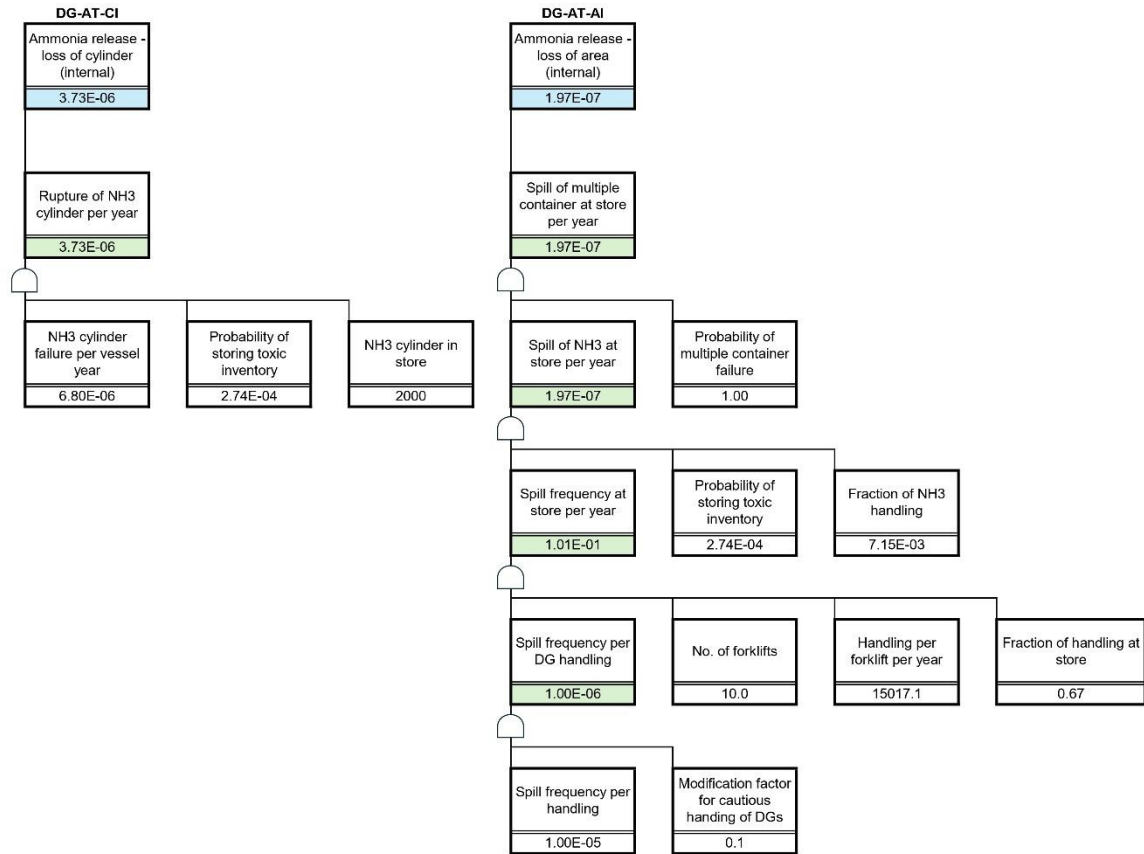 DG-AT-CI
Ammonia release -
loss of cylinder
(internal)
3.73E-06
Rupture of NH3
cylinder per year
3.73E-06
NH3 cylinder
failure per vessel
year
6.80E-06
Probability of
storing toxic
inventory
2.74E-04
NH3 cylinder in
store
2000
DG-AT-AI
Ammonia release -
loss of area
(internal)
1.97E-07
Spill of multiple
container at store
per year
1.97E-07
Spill of NH3 at
store per year
1.97E-07
Probability of
multiple container
failure
1.00
Spill frequency at
store per year
1.01E-01
Probability of
storing toxic
inventory
2.74E-04
Fraction of NH3
handling
7.15E-03
Spill frequency per
DG handling
1.00E-06
No. of forklifts
10.0
Handling per
forklift per year
15017.1
Fraction of handling at
store
0.67
Spill frequency per
handling
1.00E-05
Modification factor
for cautious
handing of DGs
0.1